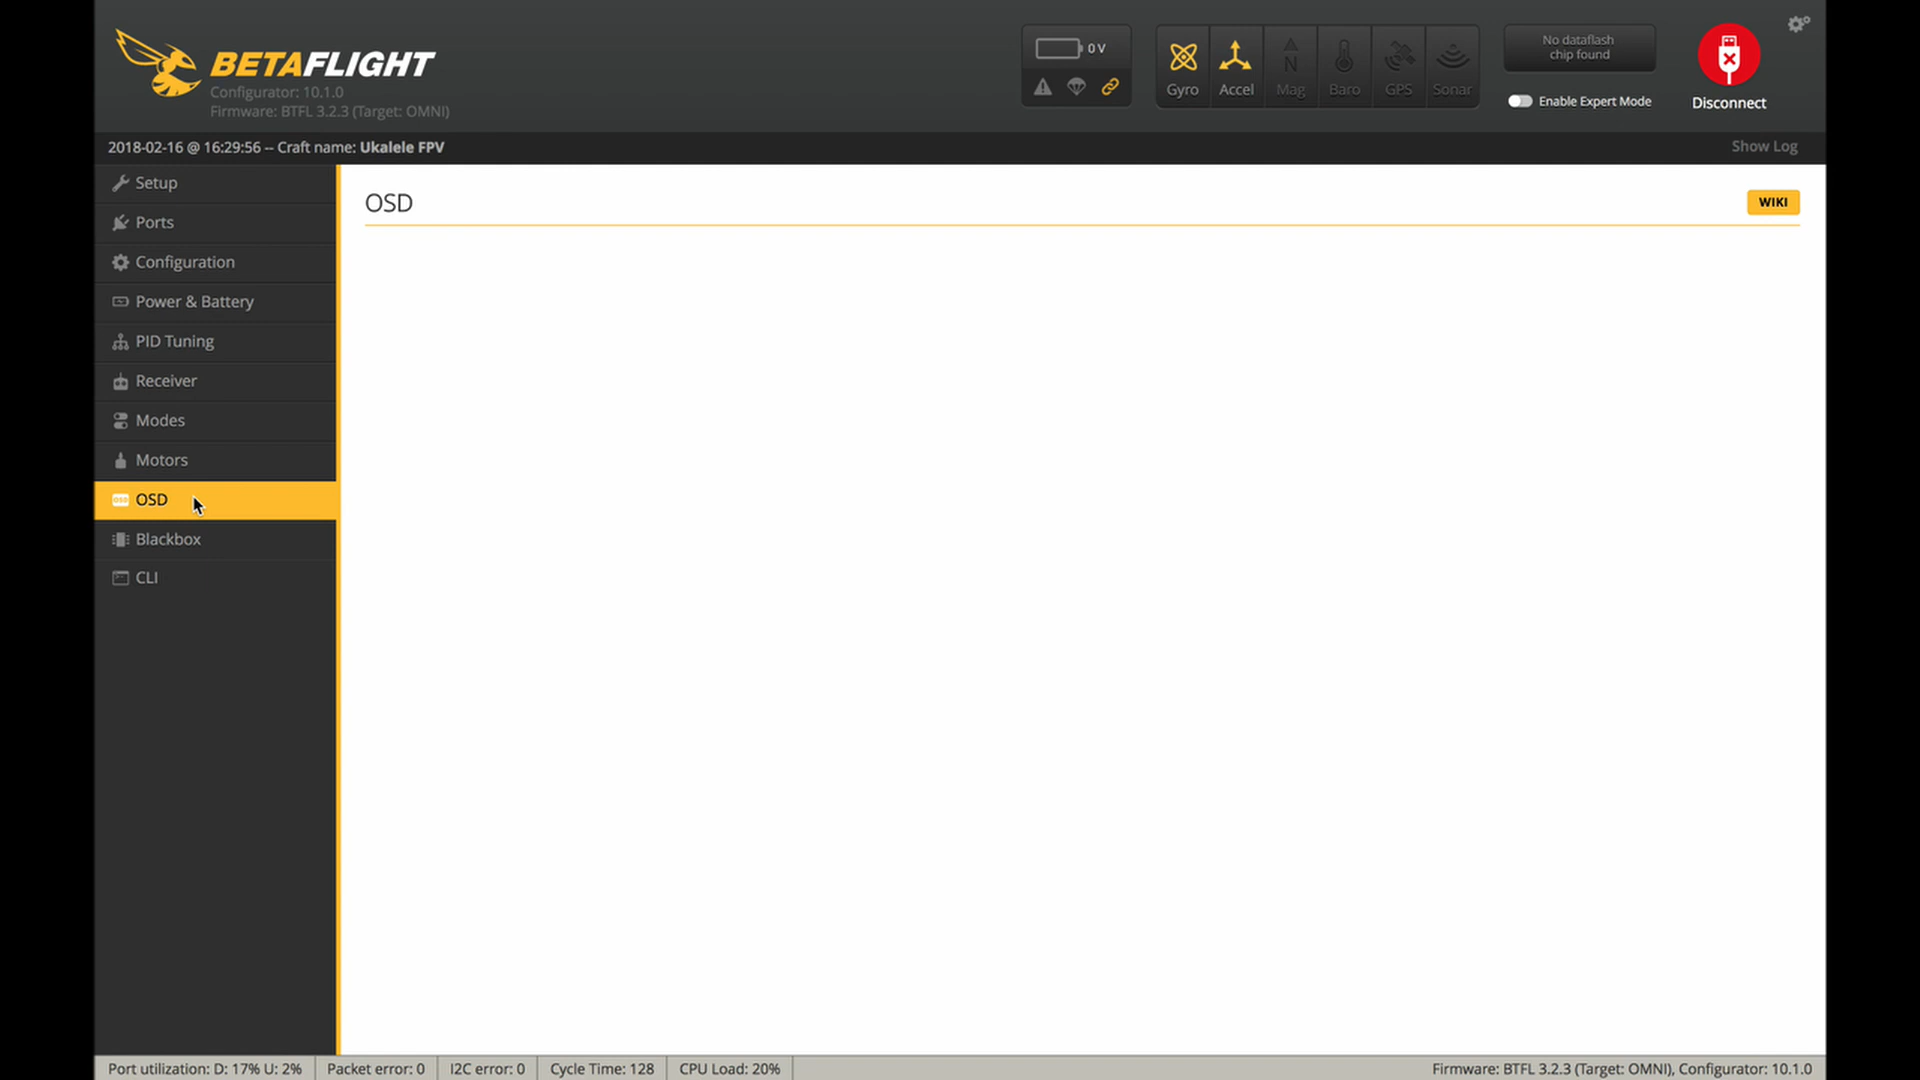 BETAFLIGHT
Configurator: 10.1.0
Firmware: BTFL 3.2.3 (Target: OMNI)
0 V
Gyro
Accel
Mag
Baro
GPS
Sonar
No dataflash
chip found
Enable Expert Mode
Disconnect
2018-02-16 @ 16:29:56 -- Craft name: Ukalele FPV
Show Log
Setup
Ports
Configuration
Power & Battery
PID Tuning
Receiver
Modes
Motors
OSD
Blackbox
CLI
OSD
WIKI
Port utilization: D: 17% U: 2%
Packet error: 0
I2C error: 0
Cycle Time: 128
CPU Load: 20%
Firmware: BTFL 3.2.3 (Target: OMNI), Configurator: 10.1.0